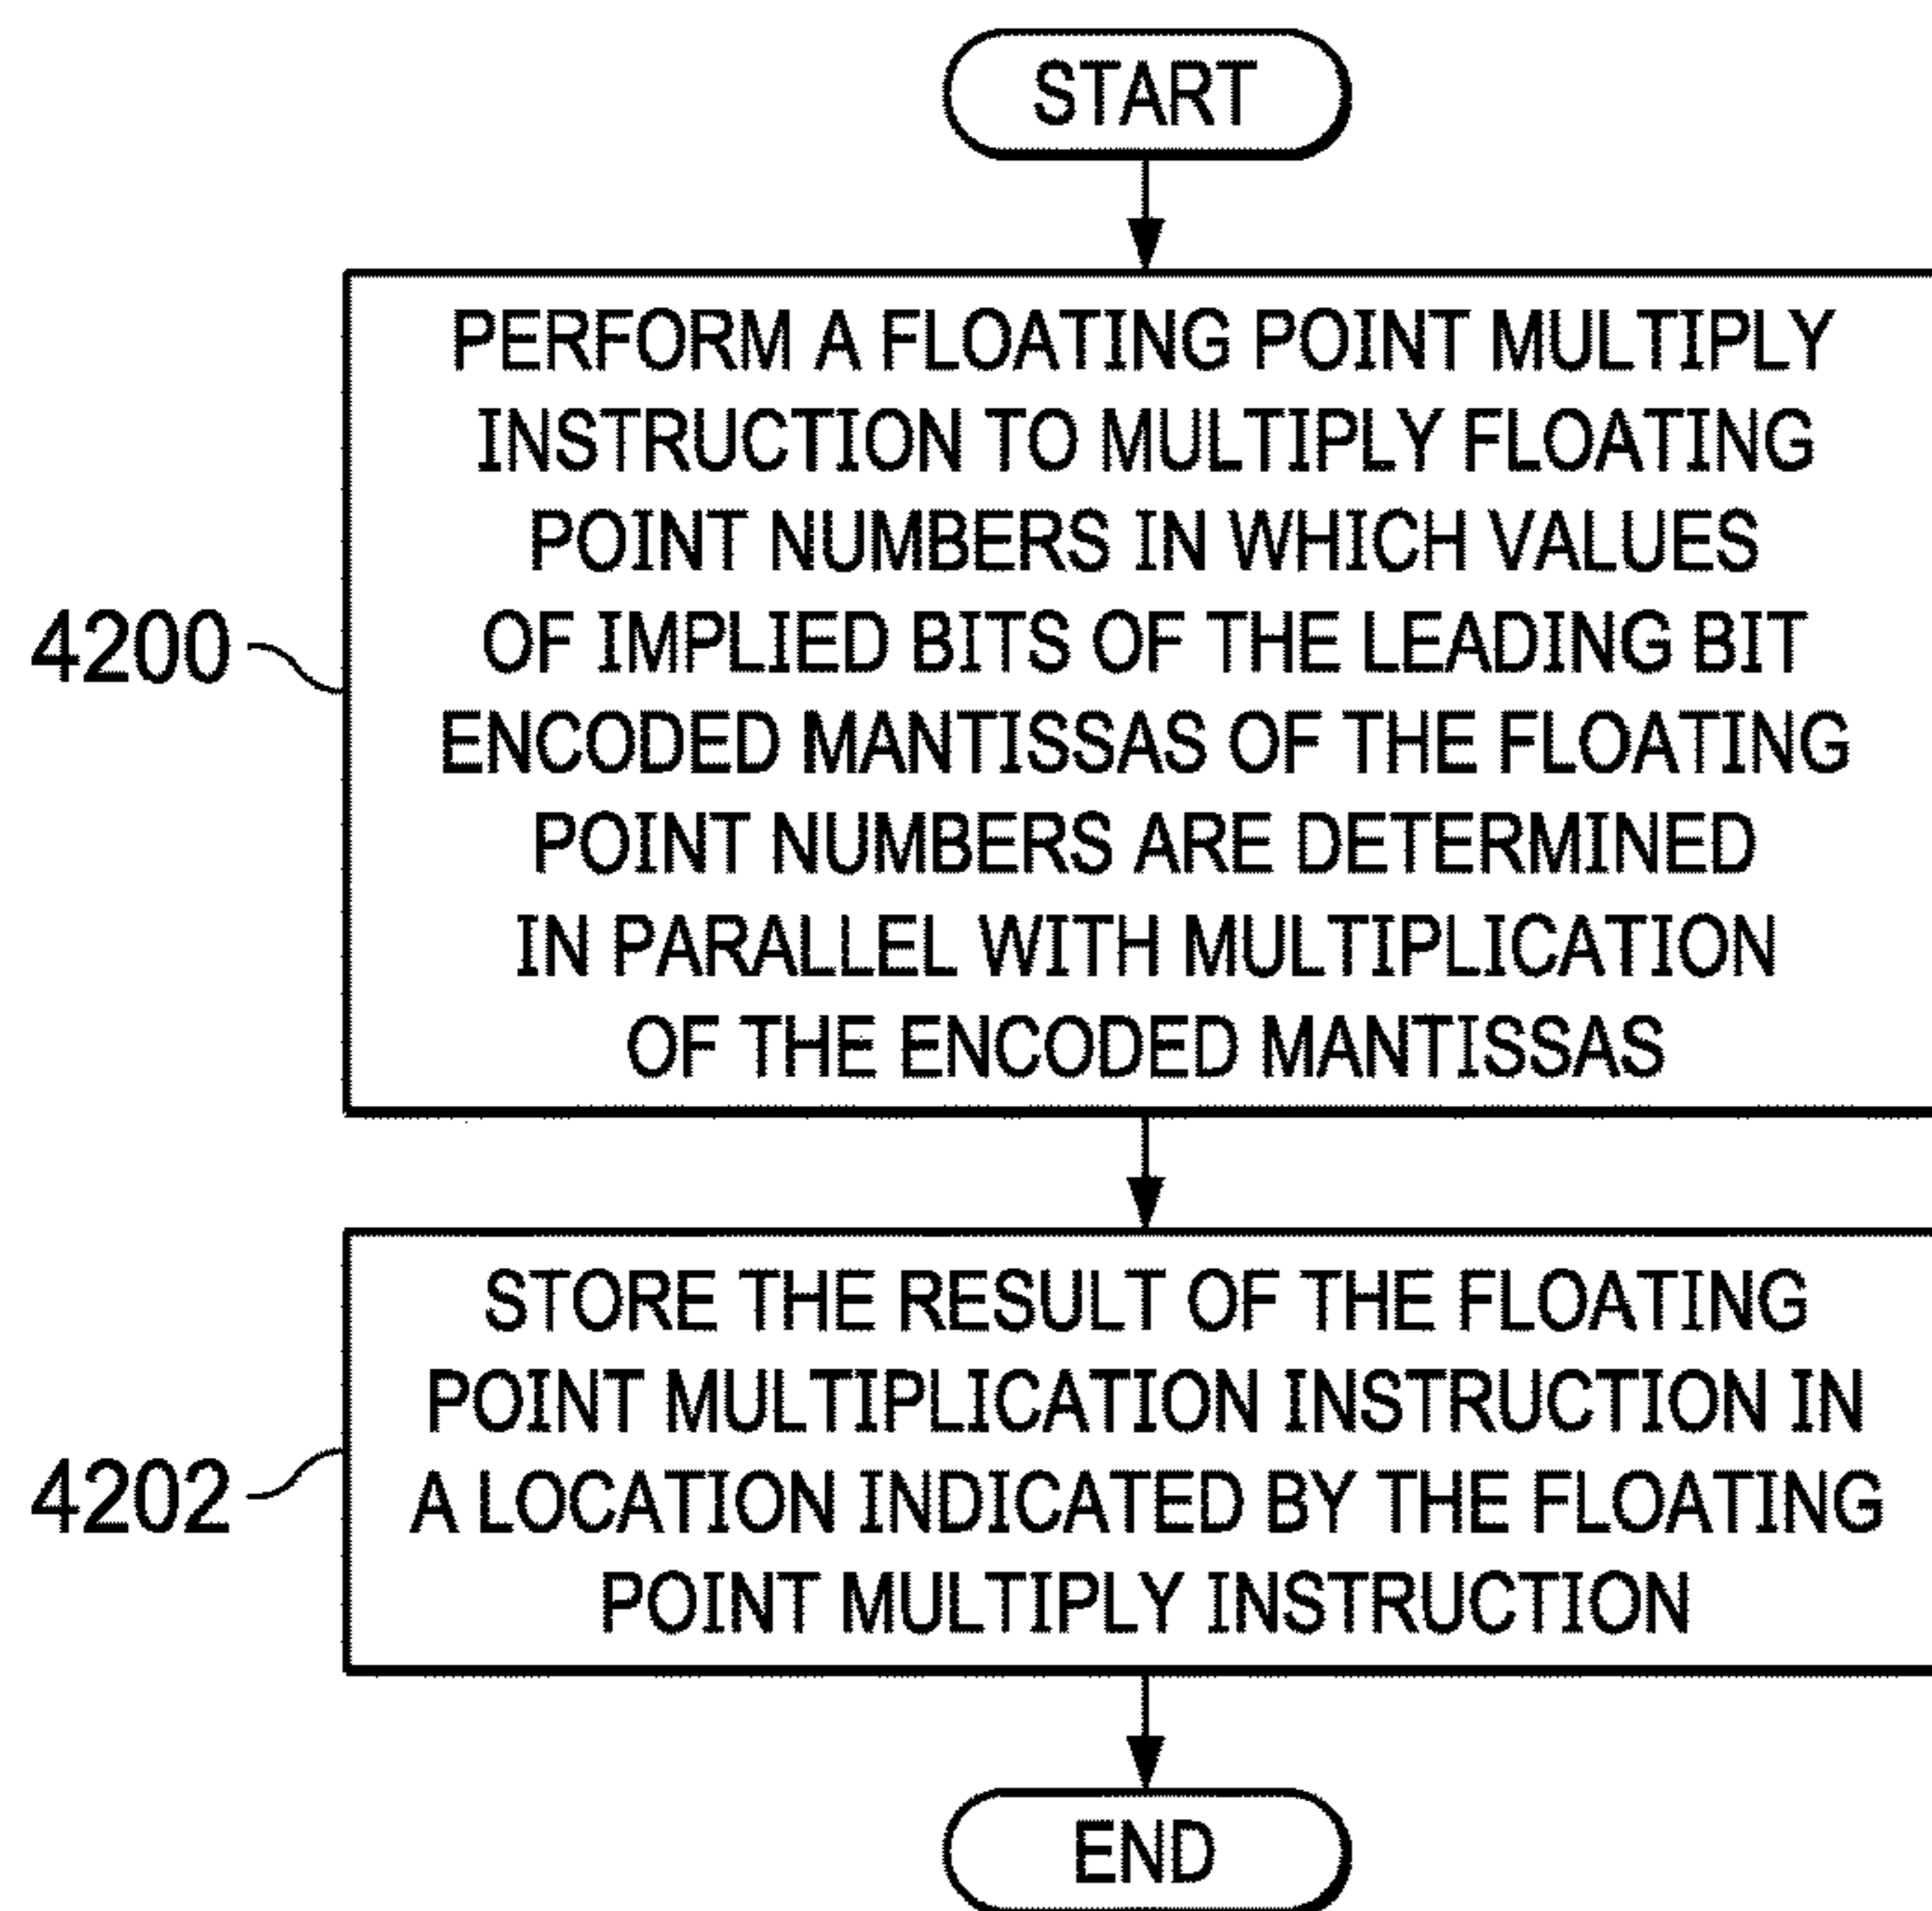 START
PERFORM A FLOATING POINT MULTIPLY
INSTRUCTION TO MULTIPLY FLOATING
POINT NUMBERS IN WHICH VALUES
4200
OF IMPLIED BITS OF THE LEADING BIT
ENCODED MANTISSAS OF THE FLOATING
POINT NUMBERS ARE DETERMINED
IN PARALLEL WITH MULTIPLICATION
OF THE ENCODED MANTISSAS
STORE THE RESULT OF THE FLOATING
POINT MULTIPLICATION INSTRUCTION IN
4202
A LOCATION INDICATED BY THE FLOATING
POINT MULTIPLY INSTRUCTION
END